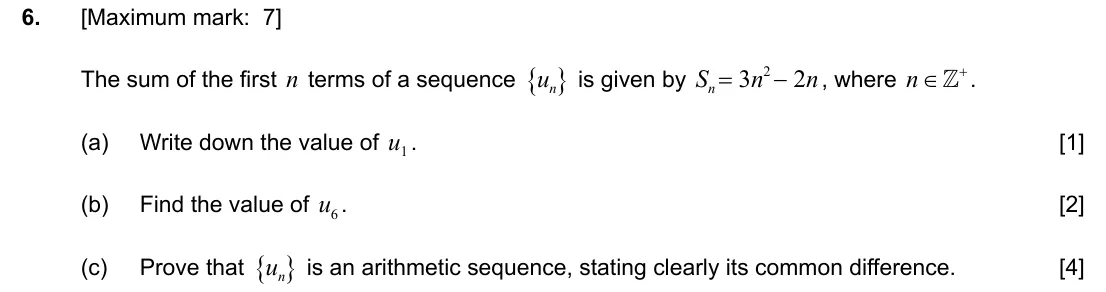 6. [Maximum mark: 7]
The sum of the first n terms of a sequence {uₙ} is given by Sₙ = 3n² − 2n, where n ∈ ℤ⁺.
(a) Write down the value of u₁. [1]
(b) Find the value of u₆. [2]
(c) Prove that {uₙ} is an arithmetic sequence, stating clearly its common difference. [4]